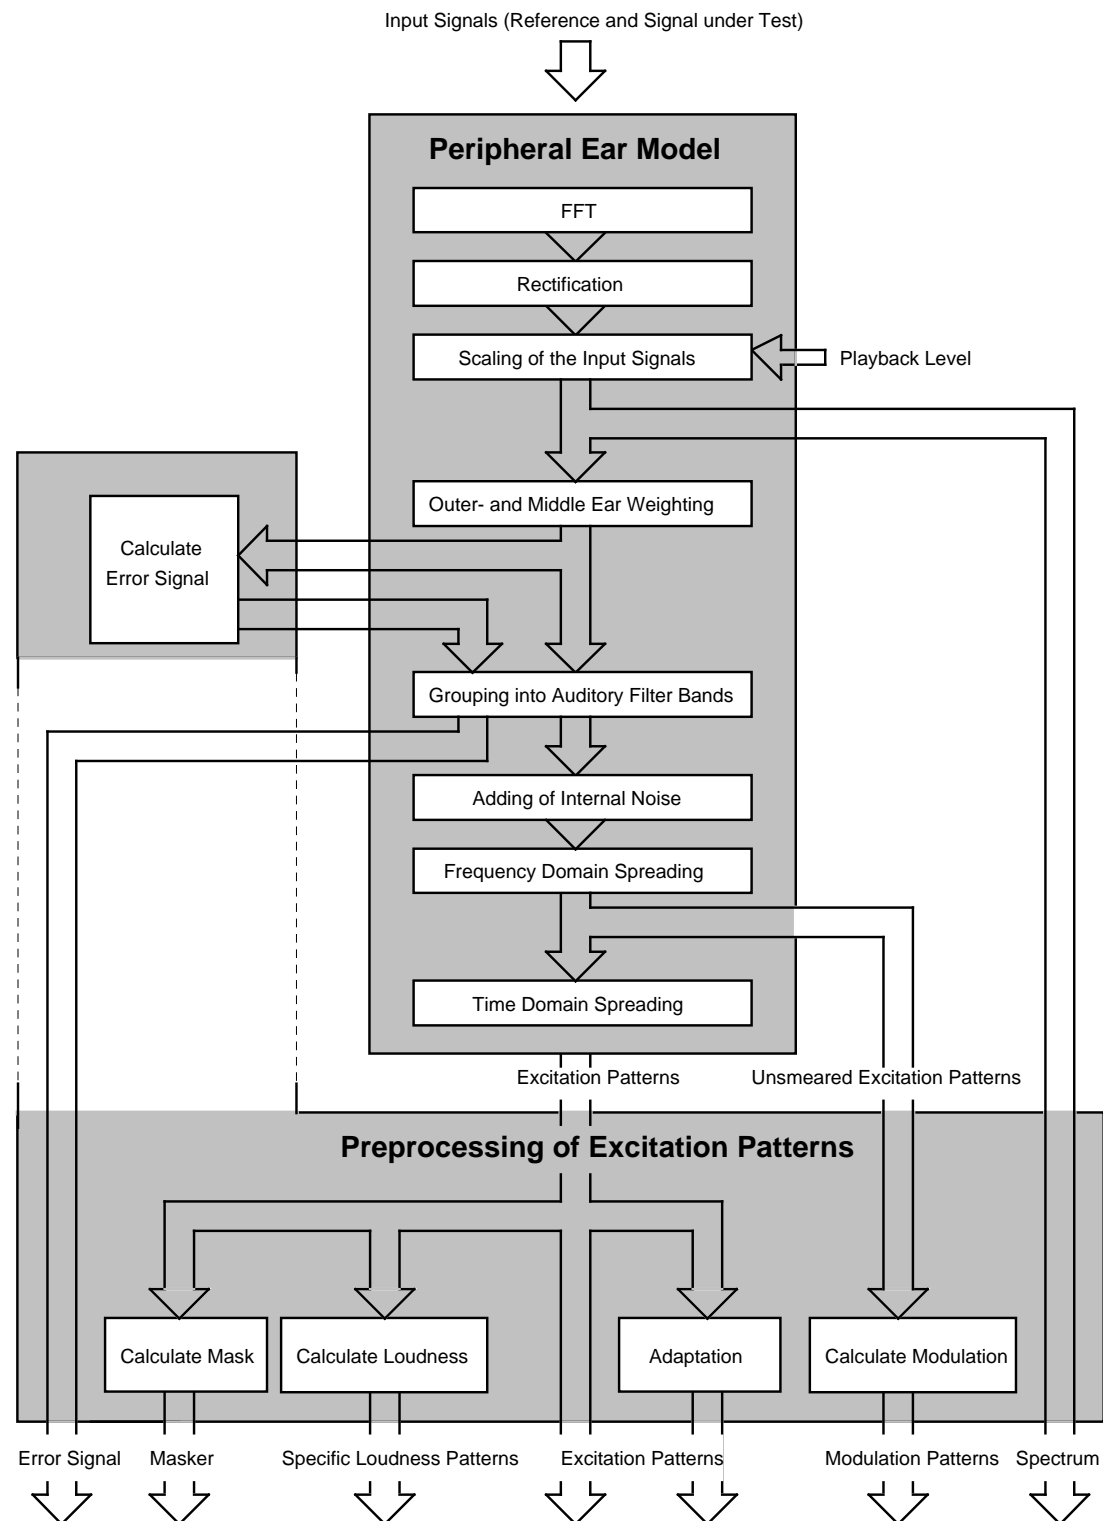 Input Signals (Reference and Signal under Test)
Peripheral Ear Model
FFT
Rectification
Scaling of the Input Signals
Playback Level
Outer- and Middle Ear Weighting
Calculate
Error Signal
Grouping into Auditory Filter Bands
Adding of Internal Noise
Frequency Domain Spreading
Time Domain Spreading
Excitation Patterns
Unsmeared Excitation Patterns
Preprocessing of Excitation Patterns
Calculate Mask
Calculate Loudness
Adaptation
Calculate Modulation
Error Signal
Masker
Specific Loudness Patterns
Excitation Patterns
Modulation Patterns
Spectrum